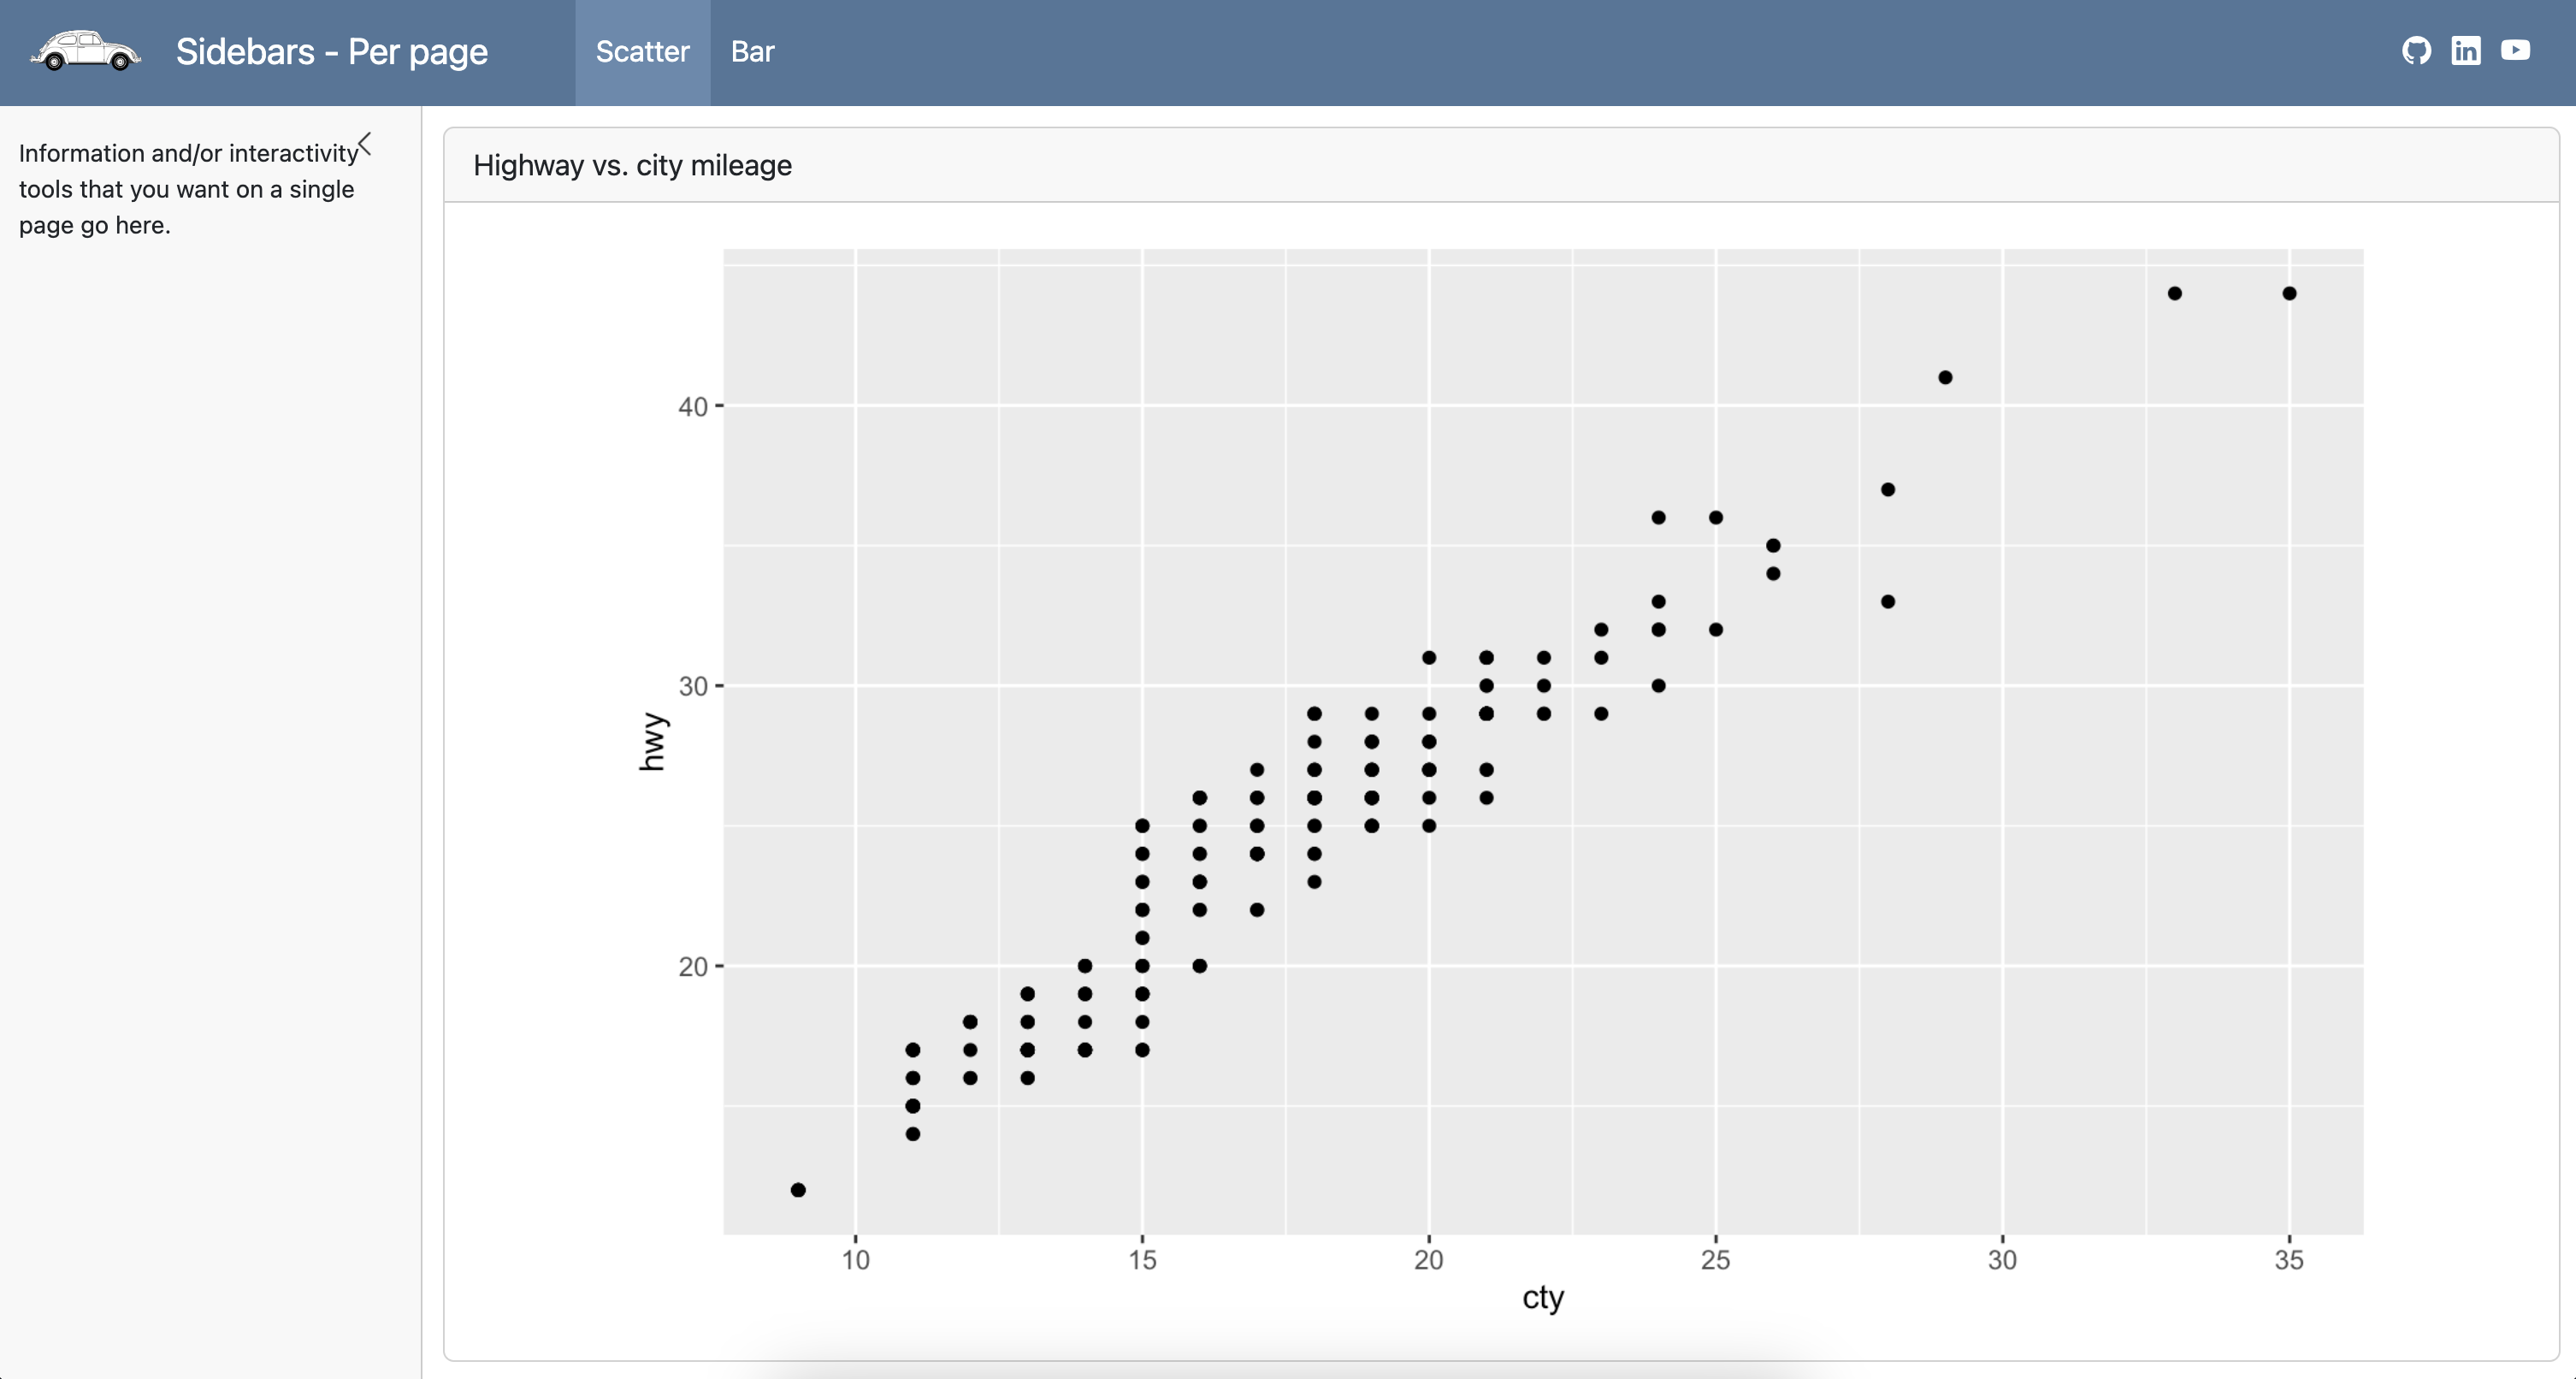 Sidebars - Per page
Scatter
Bar
Information and/or interactivity
tools that you want on a single
page go here.
Highway vs. city mileage
40
30
20
hwy
10
15
20
25
30
35
cty